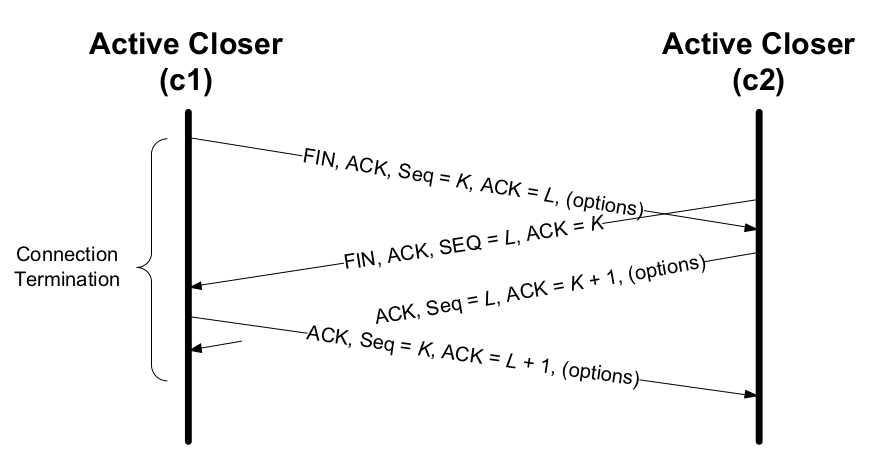 Active Closer
(c1)
Active Closer
(c2)
FIN, ACK, Seq = K, ACK = L, (options)
FIN, ACK, SEQ = L, ACK = K
Connection
Termination
ACK, Seq = L, ACK = K + 1, (options)
ACK, Seq = K, ACK = L + 1, (options)